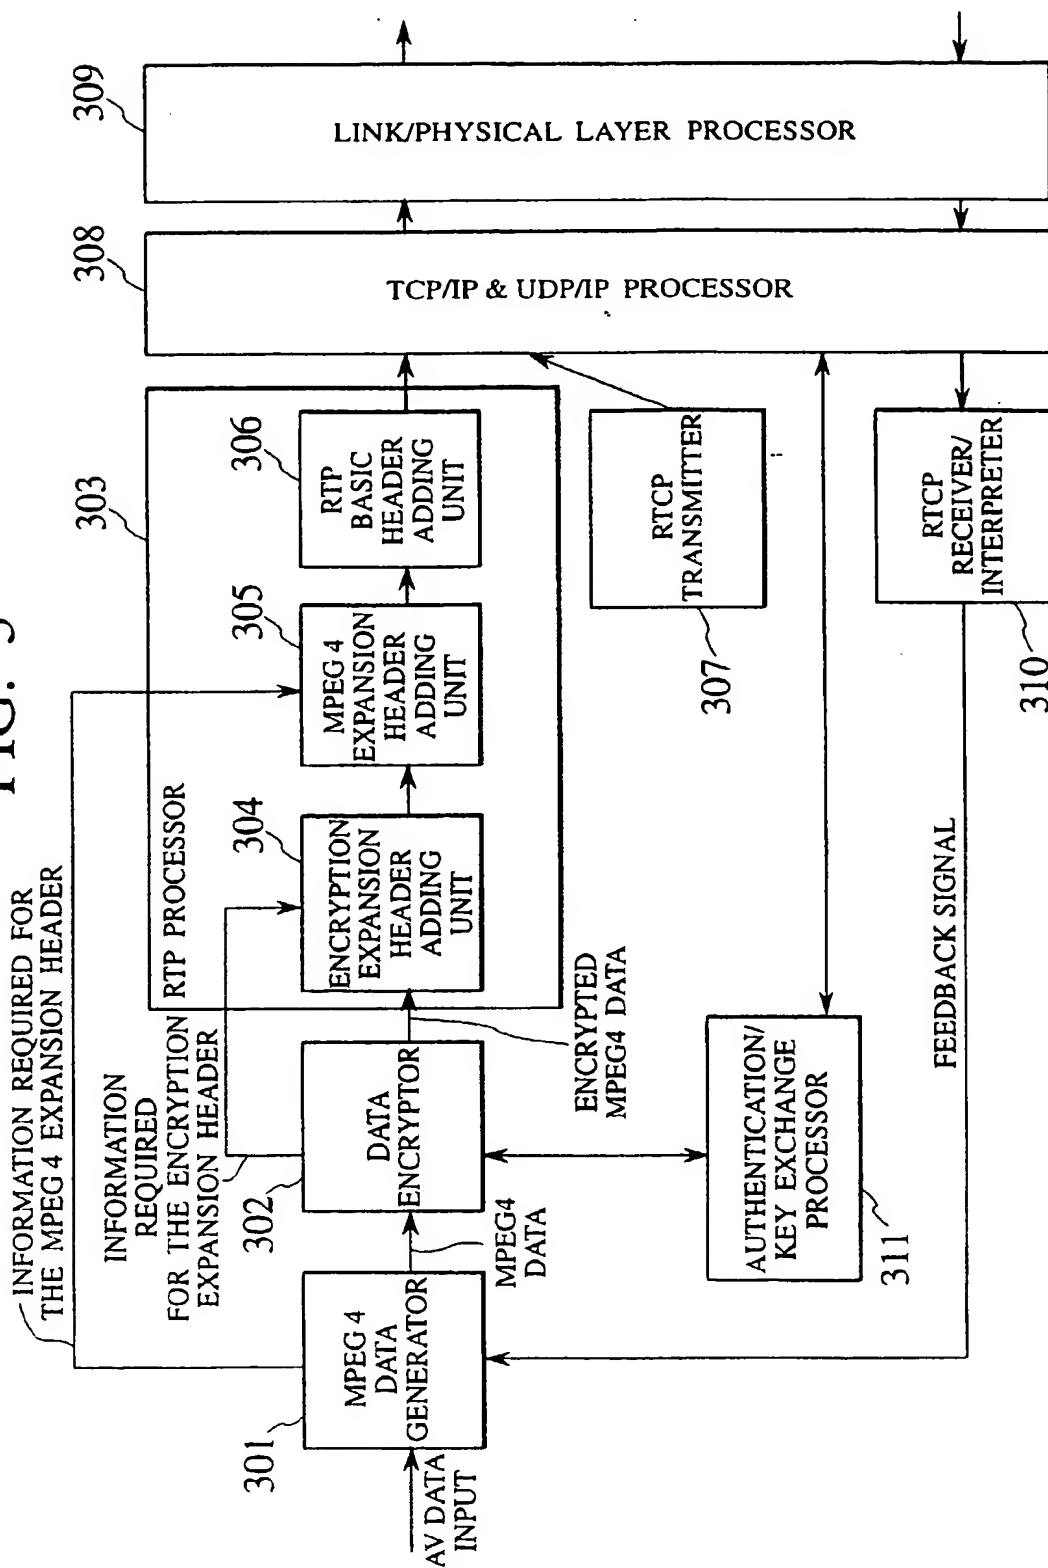 FIG. 3
INFORMATION REQUIRED FOR
THE MPEG 4 EXPANSION HEADER
INFORMATION
REQUIRED
FOR THE ENCRYPTION
EXPANSION HEADER
303
RTP PROCESSOR
301
MPEG 4
DATA
GENERATOR
AV DATA
INPUT
MPEG4
DATA
302
DATA
ENCRYPTOR
ENCRYPTED
MPEG4 DATA
304
ENCRYPTION
EXPANSION
HEADER
ADDING
UNIT
305
MPEG 4
EXPANSION
HEADER
ADDING
UNIT
306
RTP
BASIC
HEADER
ADDING
UNIT
308
TCP/IP & UDP/IP PROCESSOR
309
LINK/PHYSICAL LAYER PROCESSOR
RTCP
TRANSMITTER
307
AUTHENTICATION/
KEY EXCHANGE
PROCESSOR
311
RTCP
RECEIVER/
INTERPRETER
310
FEEDBACK SIGNAL